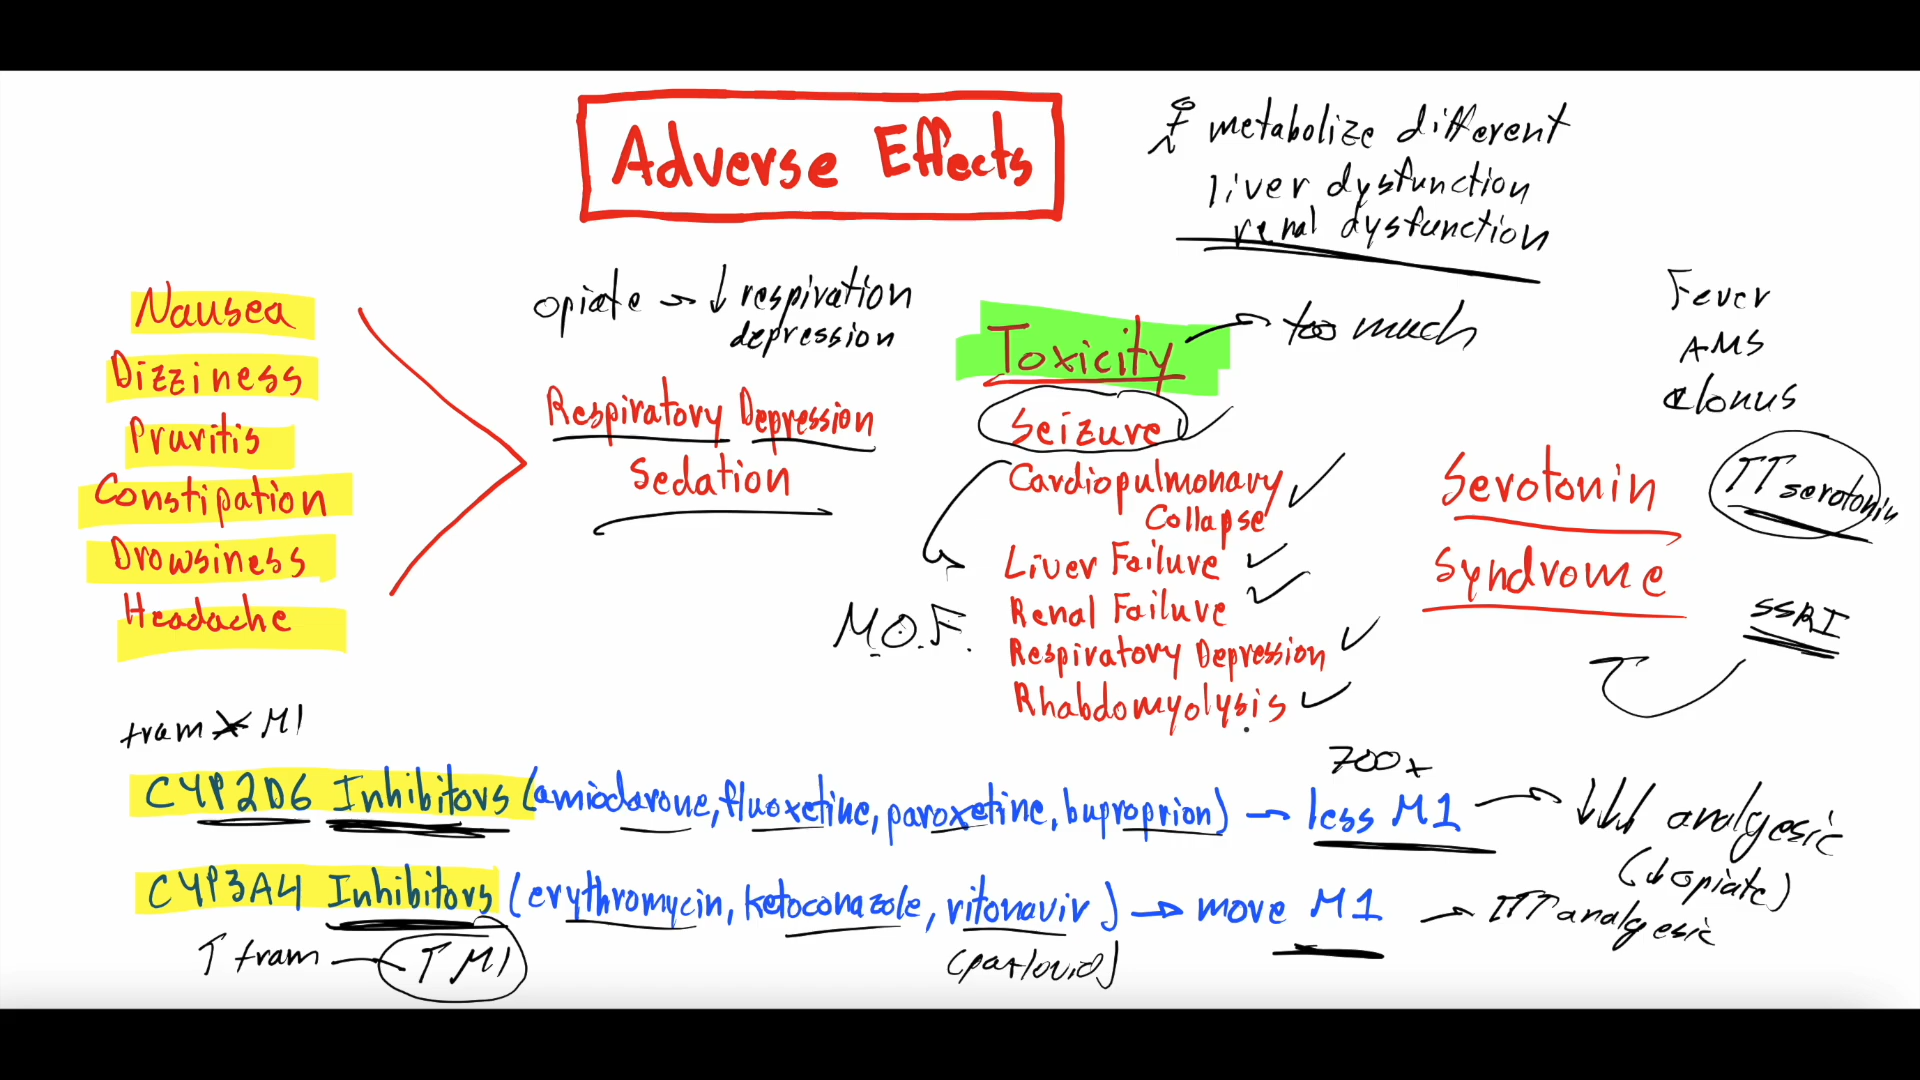 Adverse Effects
metabolize different
liver dysfunction
renal dysfunction
opiate → ↓ respiration
depression
Nausea
Dizziness
Pruritis
Constipation
Drowsiness
Headache
Respiratory Depression
Sedation
Toxicity → too much
Seizure
Cardiopulmonary
Collapse
Liver Failure
Renal Failure
Respiratory Depression
Rhabdomyolysis
M.O.F.
Fever
AMS
clonus
Serotonin
Syndrome
↑↑ serotonin
SSRI
tram M1
CYP2D6 Inhibitors (amiodarone, fluoxetine, paroxetine, buproprion) → less M1 → ↓↓↓ analgesic
700x
(↓ opiate)
CYP3A4 Inhibitors (erythromycin, ketoconazole, ritonavir) → more M1 → ↑↑↑ analgesic
↑ tram → ↑ M1
(paxlovid)